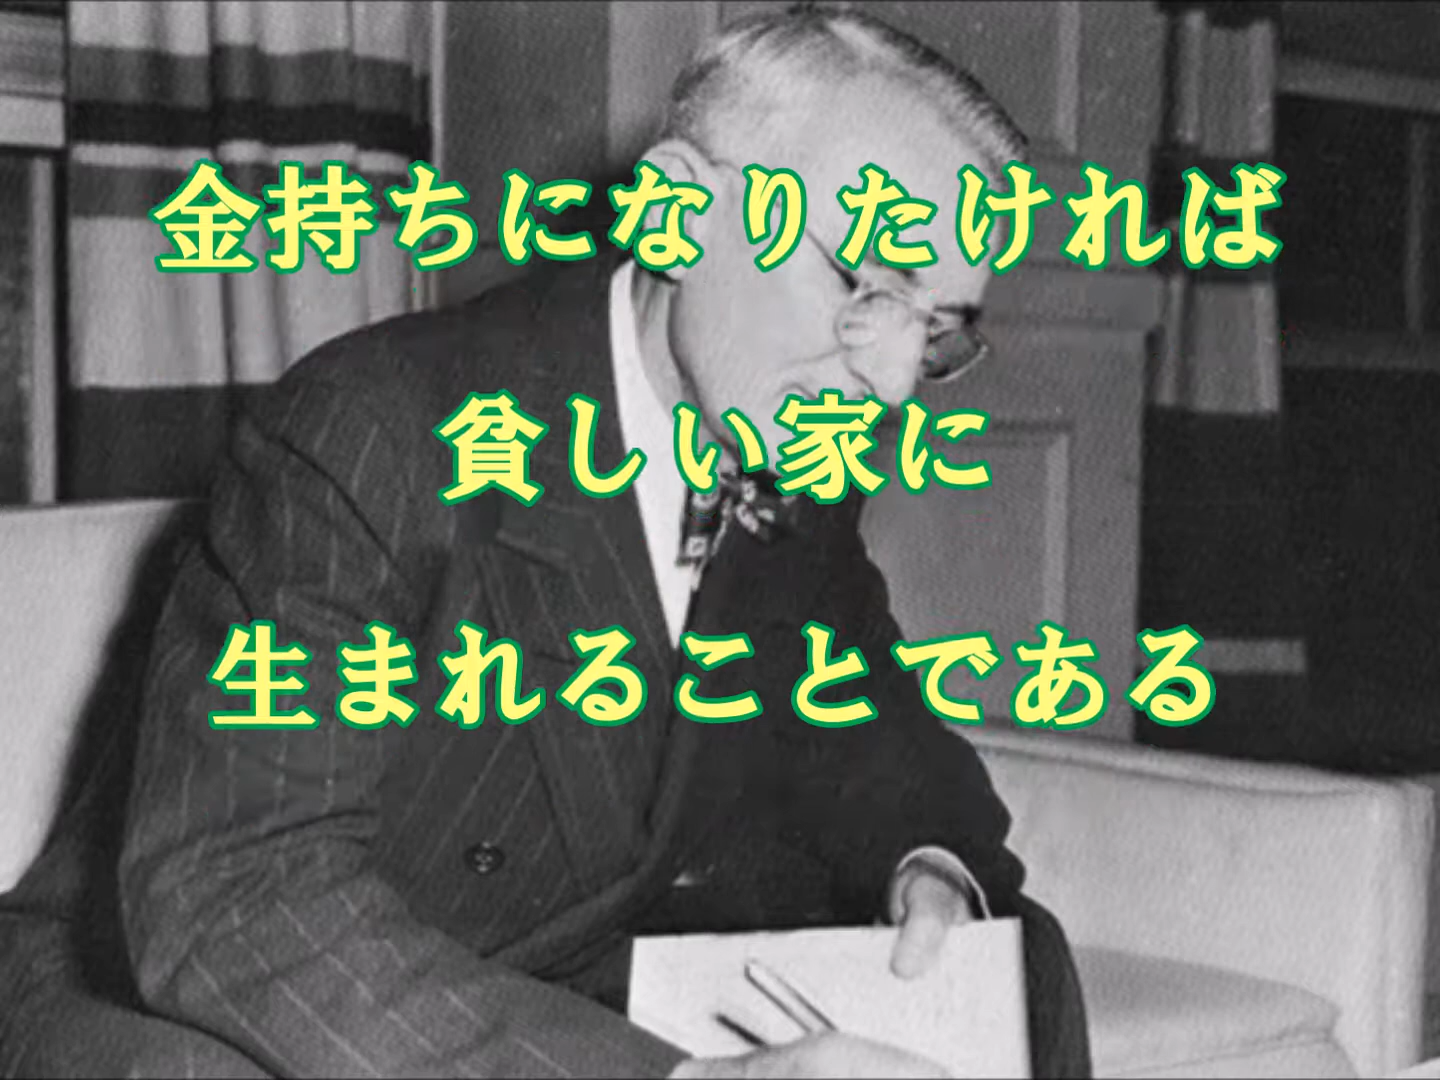 金持ちになりたければ
貧しい家に
生まれることである